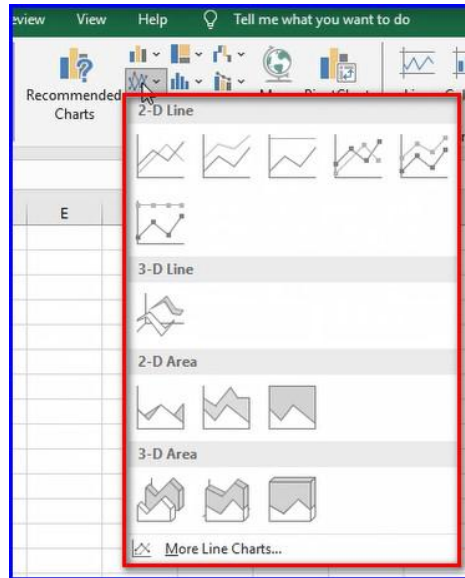 eview View Help Tell me what you want to do
Recommended
Charts
2-D Line
E
3-D Line
2-D Area
3-D Area
More Line Charts...